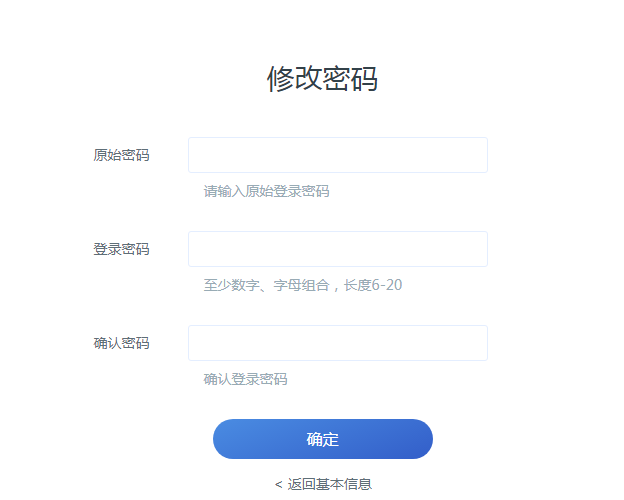 修改密码
原始密码
请输入原始登录密码
登录密码
至少数字、字母组合，长度6-20
确认密码
确认登录密码
确定
< 返回基本信息